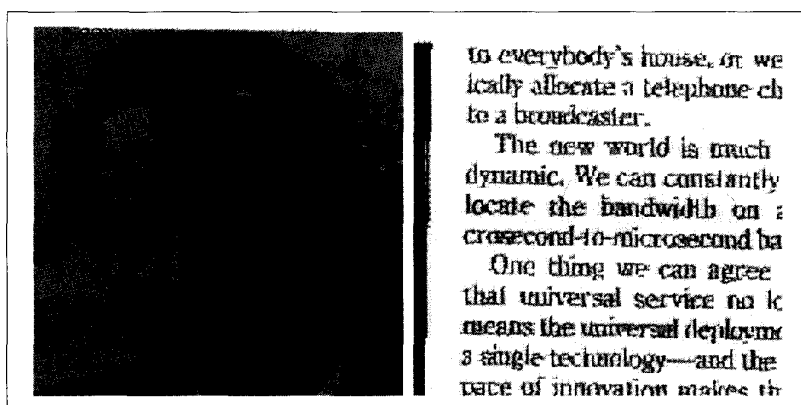 to everybody's house, or we
ically allocate a telephone ch
to a broadcaster.
The new world is much
dynamic. We can constantly
locate the bandwidth on a
crosecond-to-microsecond ba
One thing we can agree
that universal service no lo
means the universal deployme
a single technology—and the
pace of innovation makes th